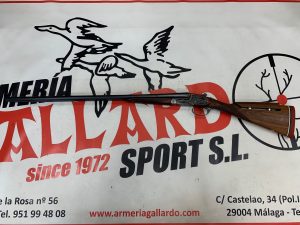 MERÍA
ALLARDO
since 1972 SPORT S.L.
e la Rosa nº 56
Tel. 951 99 48 08
www.armeriagallardo.com
C/ Castelao, 34 (Pol.I
29004 Málaga - Te